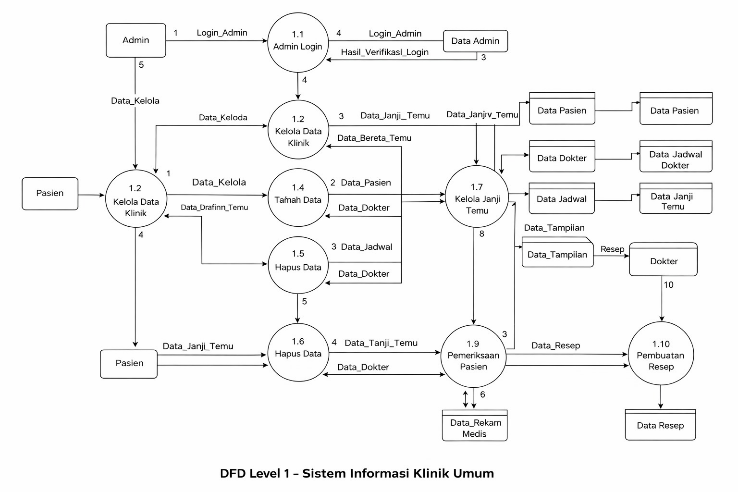 Admin
1
Login_Admin
1.1
Admin Login
4
Login_Admin
Data Admin
Hasil_Verifikasl_Login
3
5
4
Data_Kelola
Data_Keloda
1.2
Kelola Data
Klinik
3
Data_Janji_Temu
Data_Janjrv_Temu
Data_Bereta_Temu
Data Pasien
Data Pasien
Data Dokter
Data Jadwal
Dokter
Pasien
1.2
Kelola Data
Klinik
1
Data_Kelola
Data_Drafinn_Temu
4
1.4
Tamah Data
2
Data_Pasien
Data_Dokter
1.7
Kelola Janji
Temu
8
Data Jadwal
Data Janji
Temu
1.5
Hapus Data
3
Data_Jadwal
Data_Dokter
5
Data_Tampiian
Data_Tampiian
Resep
Dokter
10
Pasien
Data_Janji_Temu
1.6
Hapus Data
4
Data_Tanji_Temu
Data_Dokter
1.9
Pemeriksaan
Pasien
3
6
Data_Resep
1.10
Pembuatan
Resep
Data_Rekam
Medis
Data Resep
DFD Level 1 – Sistem Informasi Klinik Umum